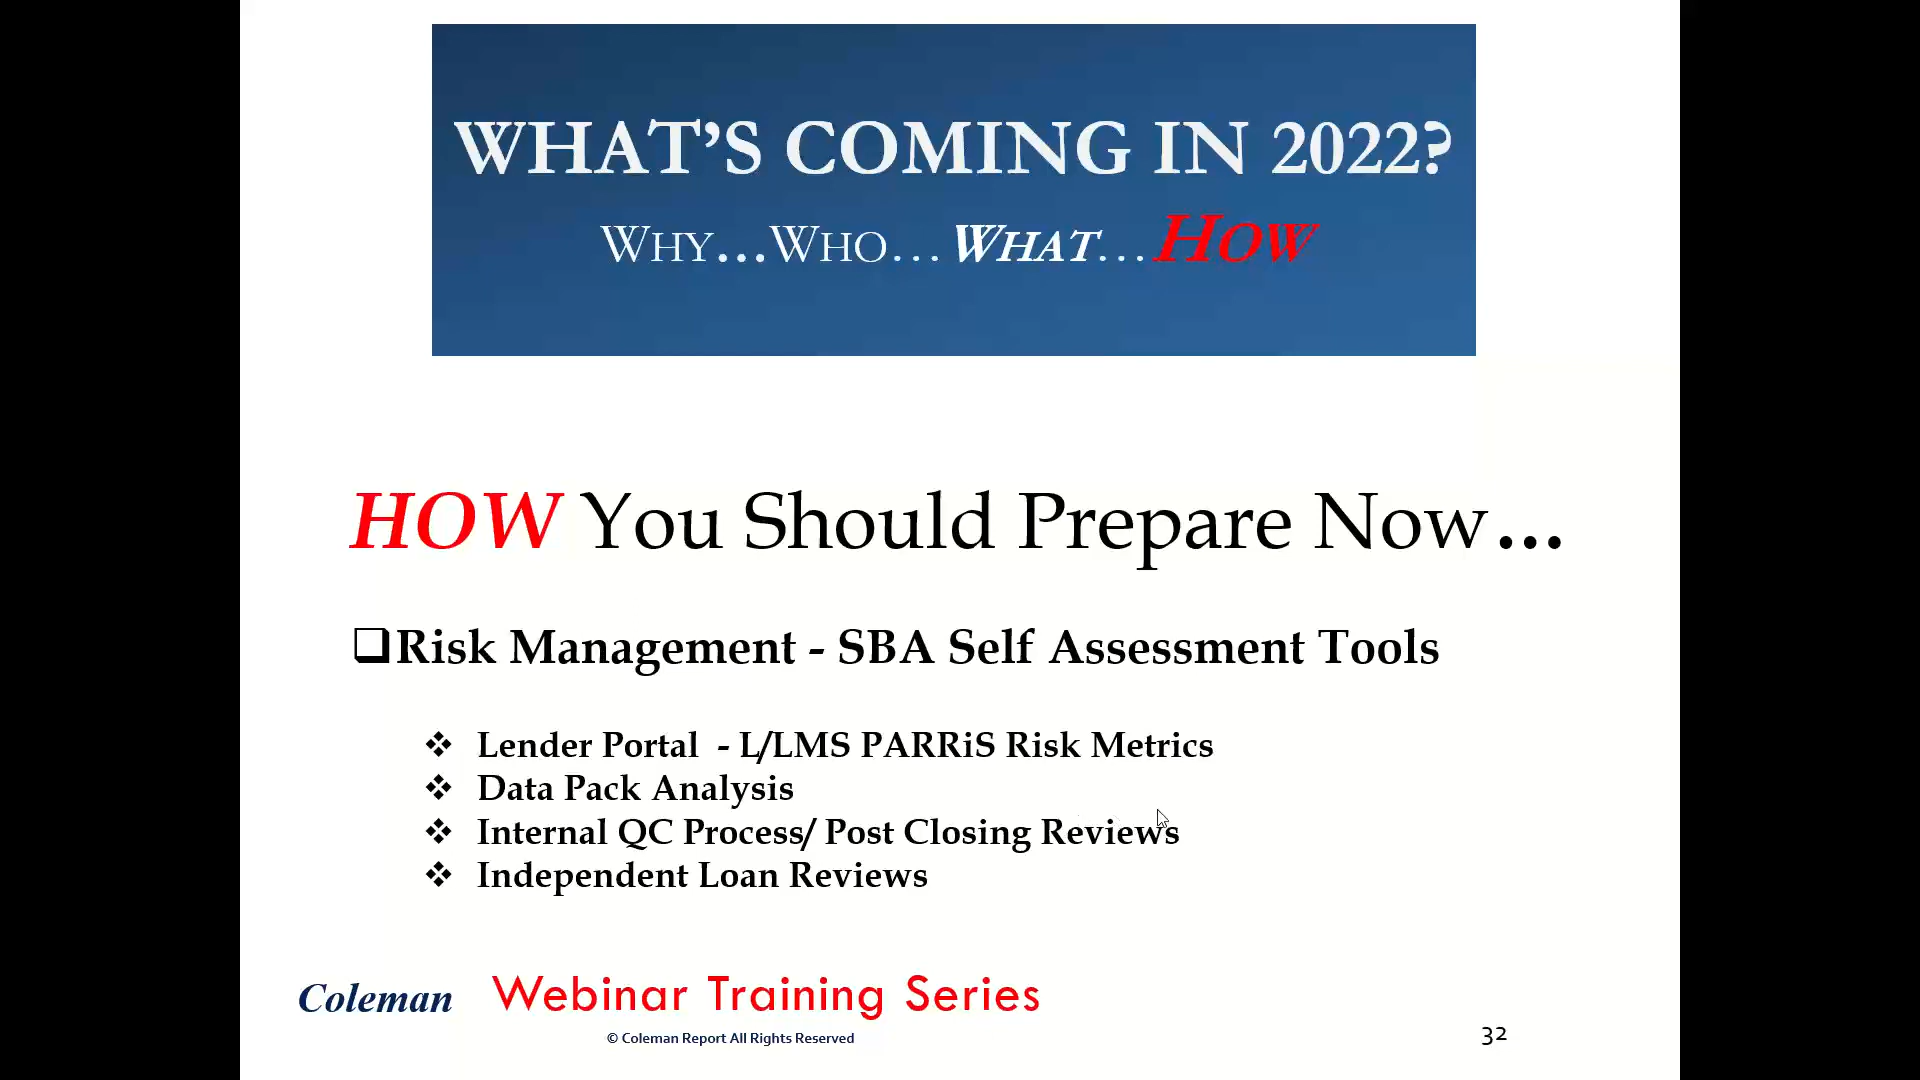 WHAT'S COMING IN 2022?
WHY...WHO...WHAT...HOW
HOW You Should Prepare Now...
❑Risk Management - SBA Self Assessment Tools
❖ Lender Portal - L/LMS PARRiS Risk Metrics
❖ Data Pack Analysis
❖ Internal QC Process/ Post Closing Reviews
❖ Independent Loan Reviews
Coleman Webinar Training Series
© Coleman Report All Rights Reserved
32